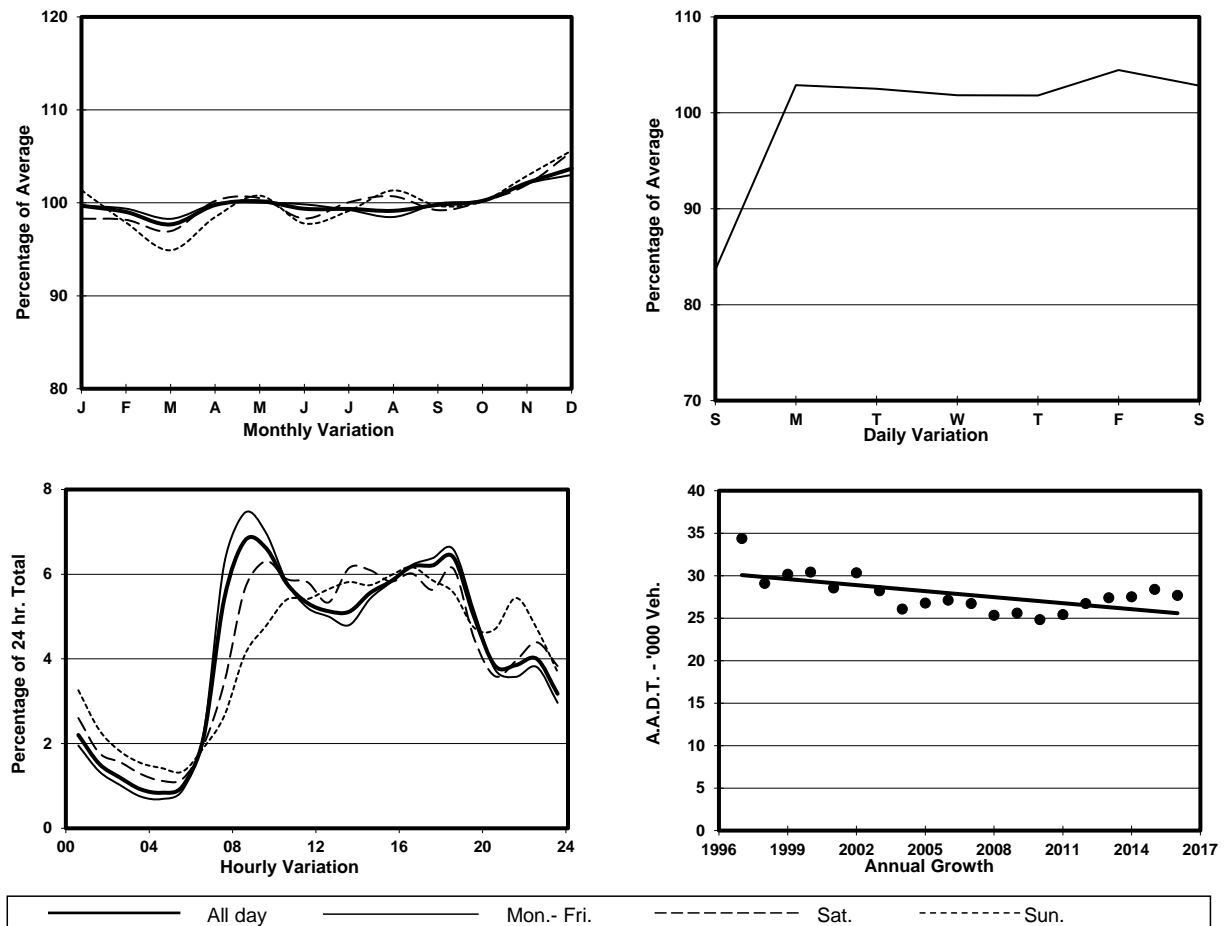 120
110
100
90
80
Percentage of Average
J F M A M J J A S O N D
Monthly Variation
110
100
90
80
70
Percentage of Average
S M T W T F S
Daily Variation
8
6
4
2
0
Percentage of 24 hr. Total
00 04 08 12 16 20 24
Hourly Variation
40
35
30
25
20
15
10
5
0
A.A.D.T. - '000 Veh.
1996 1999 2002 2005 2008 2011 2014 2017
Annual Growth
All day Mon.- Fri. Sat. Sun.